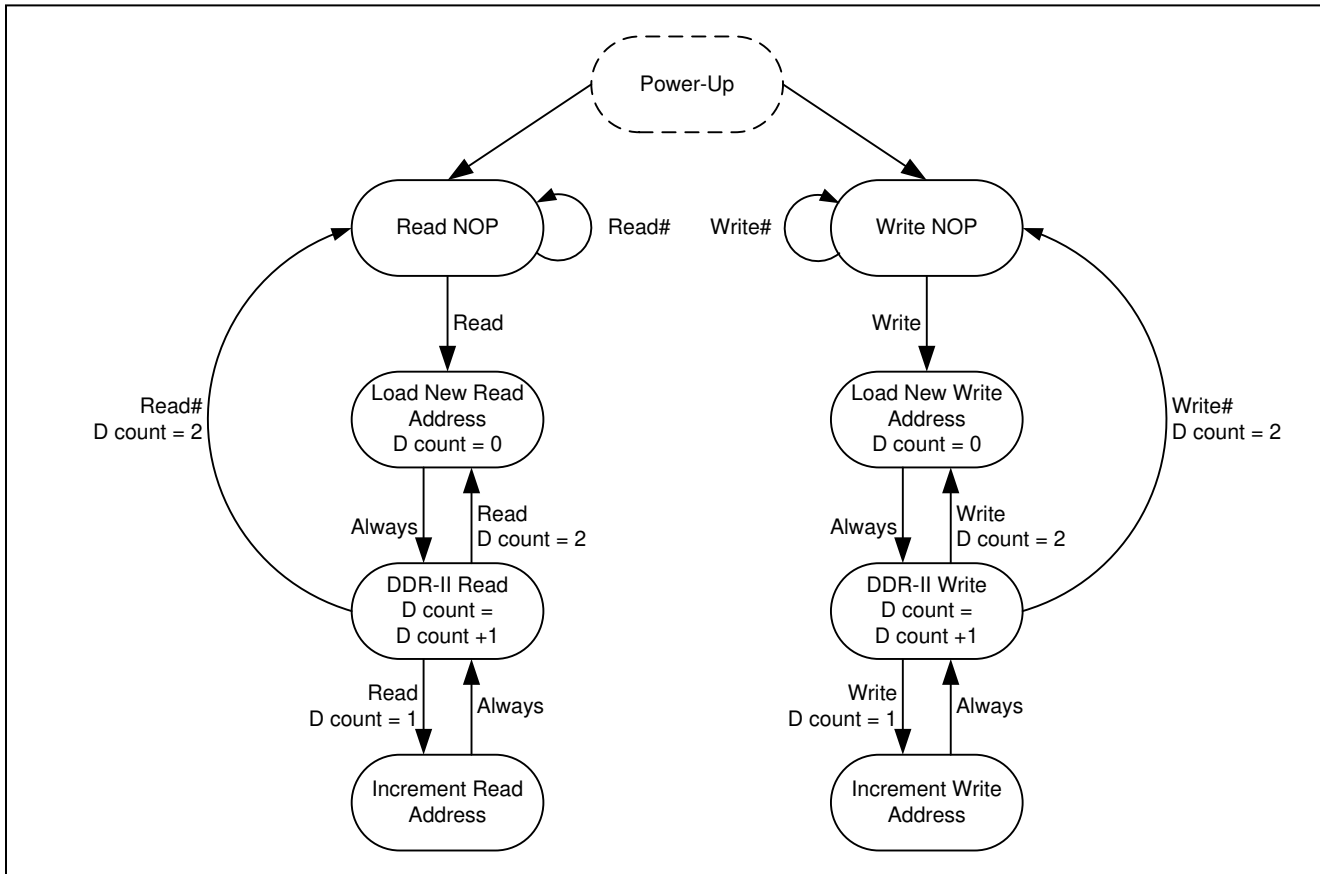 Power-Up
Read NOP
Read#
Write#
Write NOP
Read
Write
Load New Read
Address
D count = 0
Load New Write
Address
D count = 0
Read#
D count = 2
Write#
D count = 2
Always
Read
D count = 2
Always
Write
D count = 2
DDR-II Read
D count =
D count +1
DDR-II Write
D count =
D count +1
Read
D count = 1
Always
Write
D count = 1
Always
Increment Read
Address
Increment Write
Address